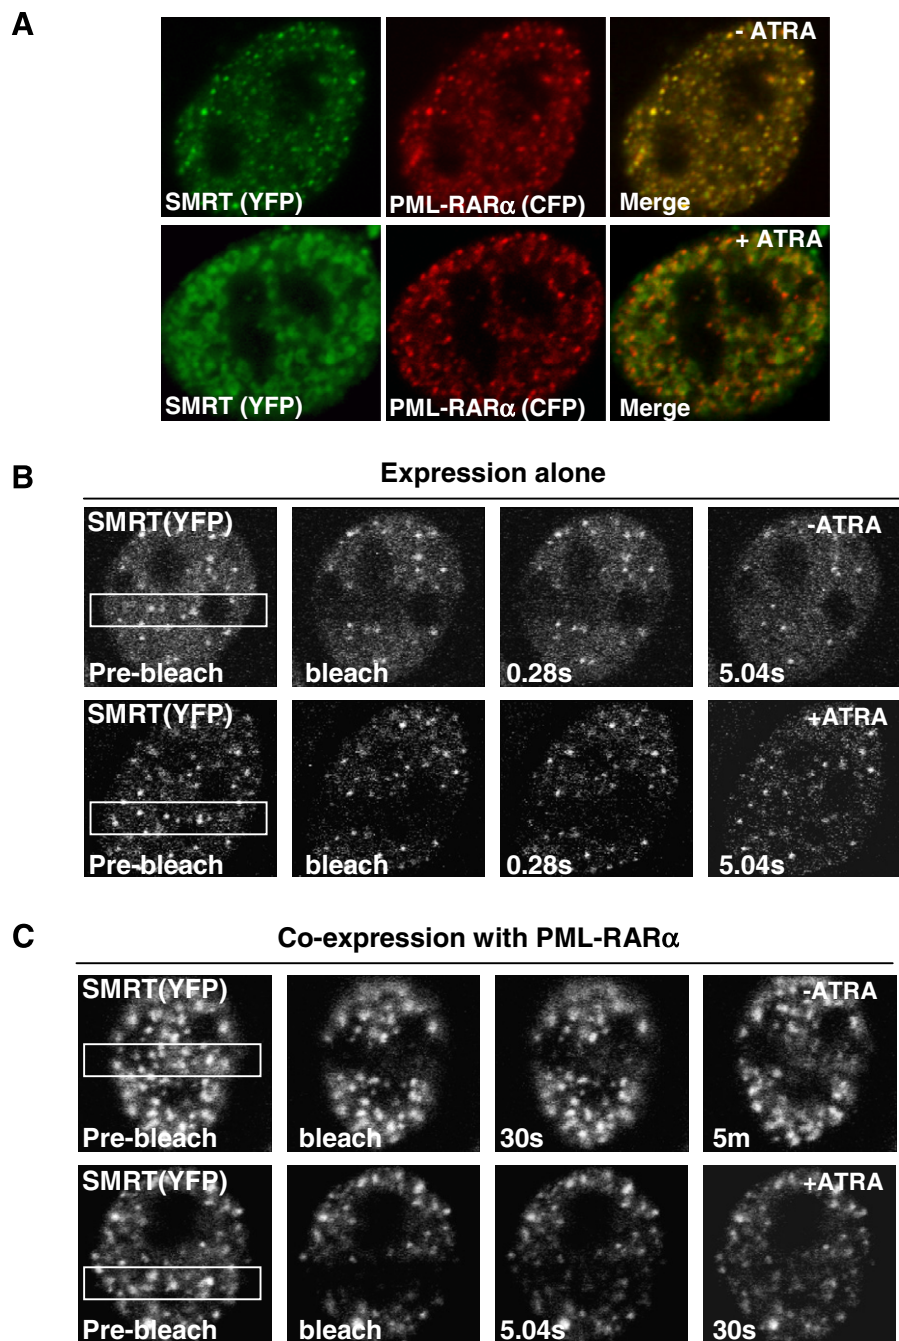 A
- ATRA
SMRT (YFP)
PML-RARα (CFP)
Merge
+ ATRA
SMRT (YFP)
PML-RARα (CFP)
Merge
B
Expression alone
SMRT(YFP)
-ATRA
Pre-bleach
bleach
0.28s
5.04s
SMRT(YFP)
+ATRA
Pre-bleach
bleach
0.28s
5.04s
C
Co-expression with PML-RARα
SMRT(YFP)
-ATRA
Pre-bleach
bleach
30s
5m
SMRT(YFP)
+ATRA
Pre-bleach
bleach
5.04s
30s